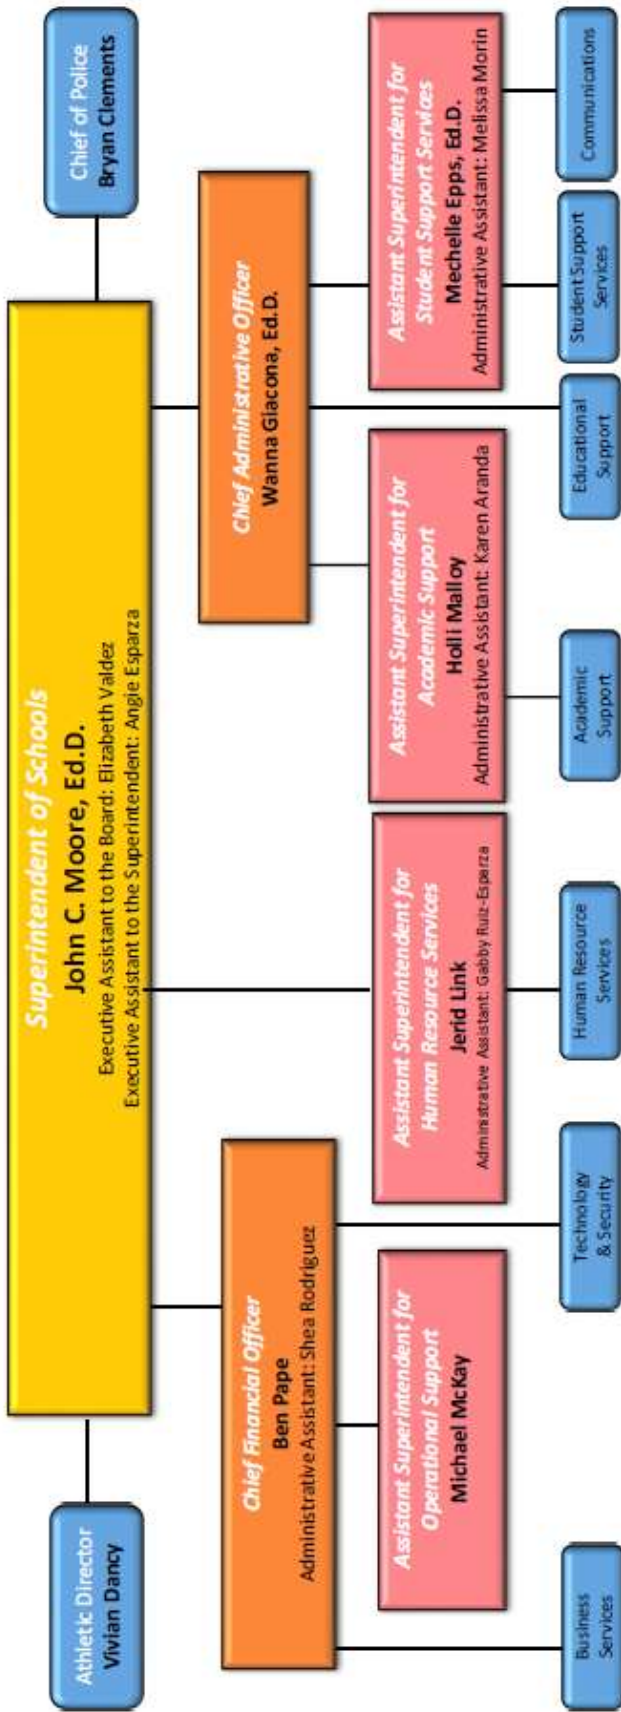 Superintendent of Schools
John C. Moore, Ed.D.
Executive Assistant to the Board: Elizabeth Valdez
Executive Assistant to the Superintendent: Angie Esparza
Athletic Director
Vivian Dancy
Chief of Police
Bryan Clements
Chief Financial Officer
Ben Pape
Administrative Assistant: Shea Rodriguez
Chief Administrative Officer
Wanna Giacona, Ed.D.
Assistant Superintendent for
Operational Support
Michael McKay
Assistant Superintendent for
Human Resource Services
Jerid Link
Administrative Assistant: Gabby Ruiz-Esparza
Assistant Superintendent for
Academic Support
Holli Malloy
Administrative Assistant: Karen Aranda
Assistant Superintendent for
Student Support Services
Mechelle Epps, Ed.D.
Administrative Assistant: Melissa Morin
Business
Services
Technology
& Security
Human Resource
Services
Academic
Support
Educational
Support
Student Support
Services
Communications